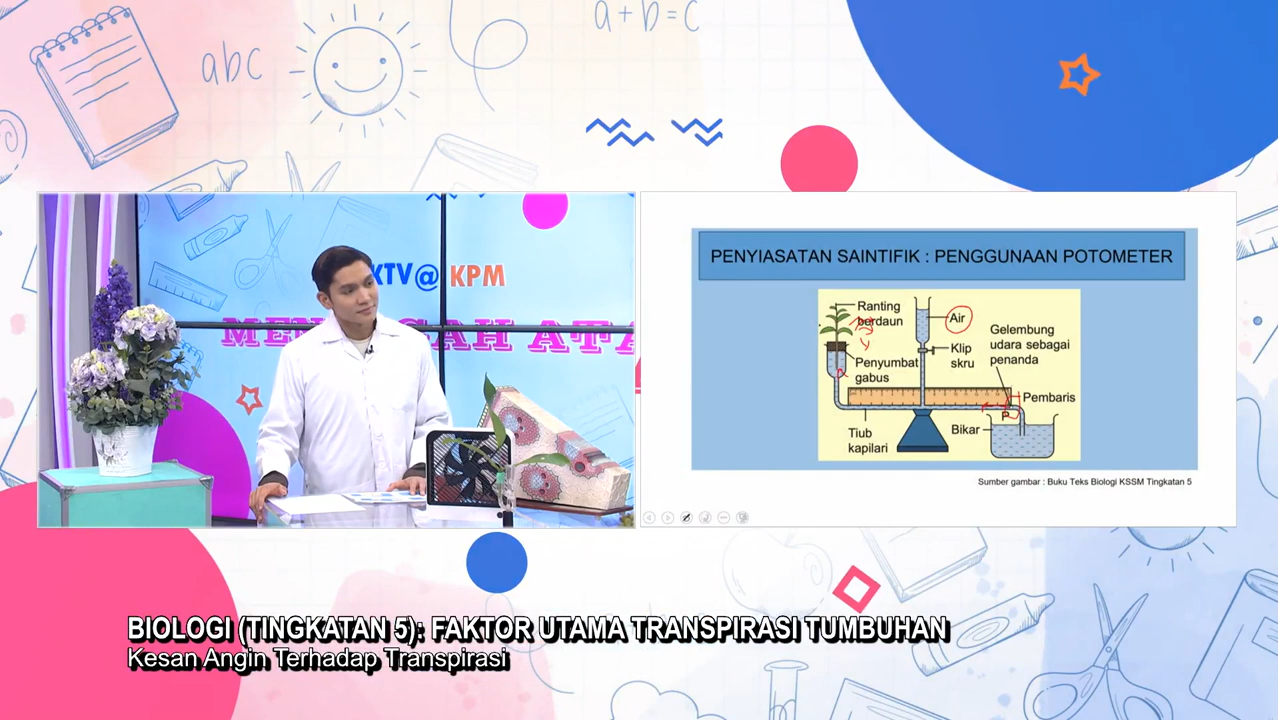 abc
a+b=c
KTV@ KPM
PENYIASATAN SAINTIFIK : PENGGUNAAN POTOMETER
Ranting
berdaun
Air
Gelembung
udara sebagai
penanda
Klip
skru
Penyumbat
gabus
Pembaris
P
Tiub
kapilari
Bikar
Sumber gambar : Buku Teks Biologi KSSM Tingkatan 5
BIOLOGI (TINGKATAN 5): FAKTOR UTAMA TRANSPIRASI TUMBUHAN
Kesan Angin Terhadap Transpirasi